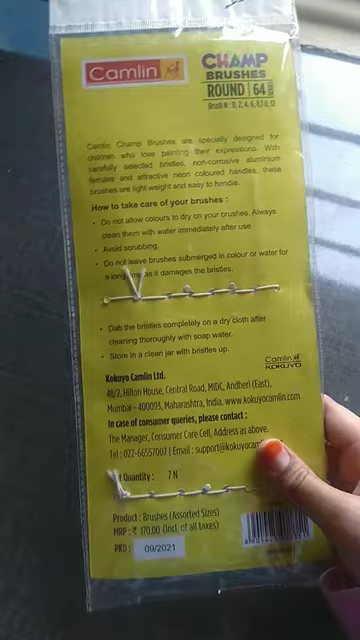 Camlin
CHAMP
BRUSHES
ROUND 64 SERIES
Brush No: 0, 2, 4, 6, 8, 10, 12
Camlin Champ Brushes are specially designed for
children who love painting their expressions. With
carefully selected bristles, non-corrosive aluminium
ferrules and attractive neon coloured handles, these
brushes are light weight and easy to handle.
How to take care of your brushes :
• Do not allow colours to dry on your brushes. Always
clean them with water immediately after use.
• Avoid scrubbing.
• Do not leave brushes submerged in colour or water for
a long time as it damages the bristles.
• Dab the bristles completely on a dry cloth after
cleaning thoroughly with soap water.
• Store in a clean jar with bristles up.
Camlin
KOKUYO
Kokuyo Camlin Ltd.
48/2, Hilton House, Central Road, MIDC, Andheri (East),
Mumbai - 400093, Maharashtra, India. www.kokuyocamlin.com
In case of consumer queries, please contact :
The Manager, Consumer Care Cell, Address as above.
Tel : 022-66557007 | Email : support@kokuyocam
Quantity : 7 N
Product : Brushes (Assorted Sizes)
MRP : ₹ 170.00 (Incl. of all taxes)
PKD : 09/2021